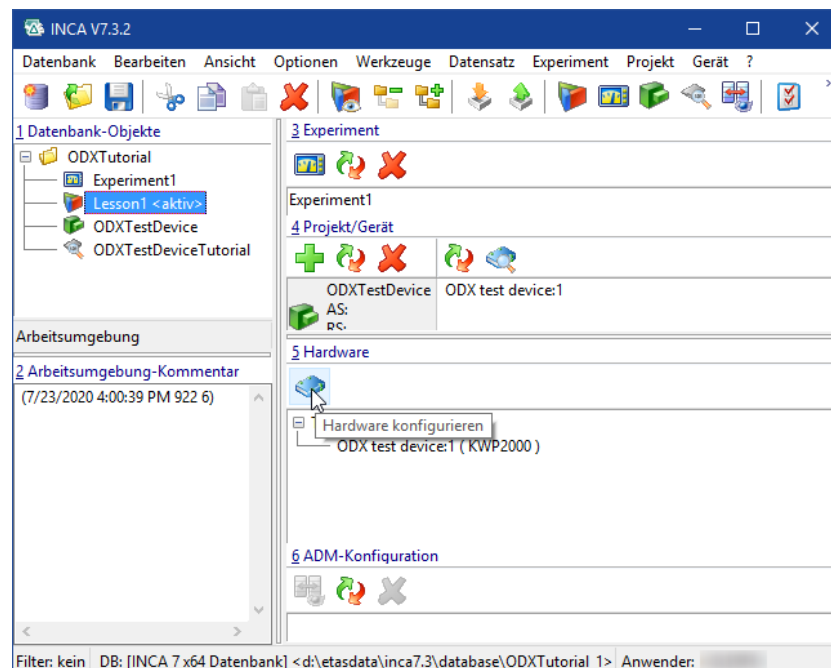 INCA V7.3.2
Datenbank Bearbeiten Ansicht Optionen Werkzeuge Datensatz Experiment Projekt Gerät ?
1 Datenbank-Objekte
ODXTutorial
Experiment1
Lesson1 <aktiv>
ODXTestDevice
ODXTestDeviceTutorial
Arbeitsumgebung
2 Arbeitsumgebung-Kommentar
(7/23/2020 4:00:39 PM 922 6)
3 Experiment
Experiment1
4 Projekt/Gerät
ODXTestDevice ODX test device:1
AS:
RS:
5 Hardware
Hardware konfigurieren
ODX test device:1 ( KWP2000 )
6 ADM-Konfiguration
Filter: kein DB: [INCA 7 x64 Datenbank] <d:\etasdata\inca7.3\database\ODXTutorial_1> Anwender: